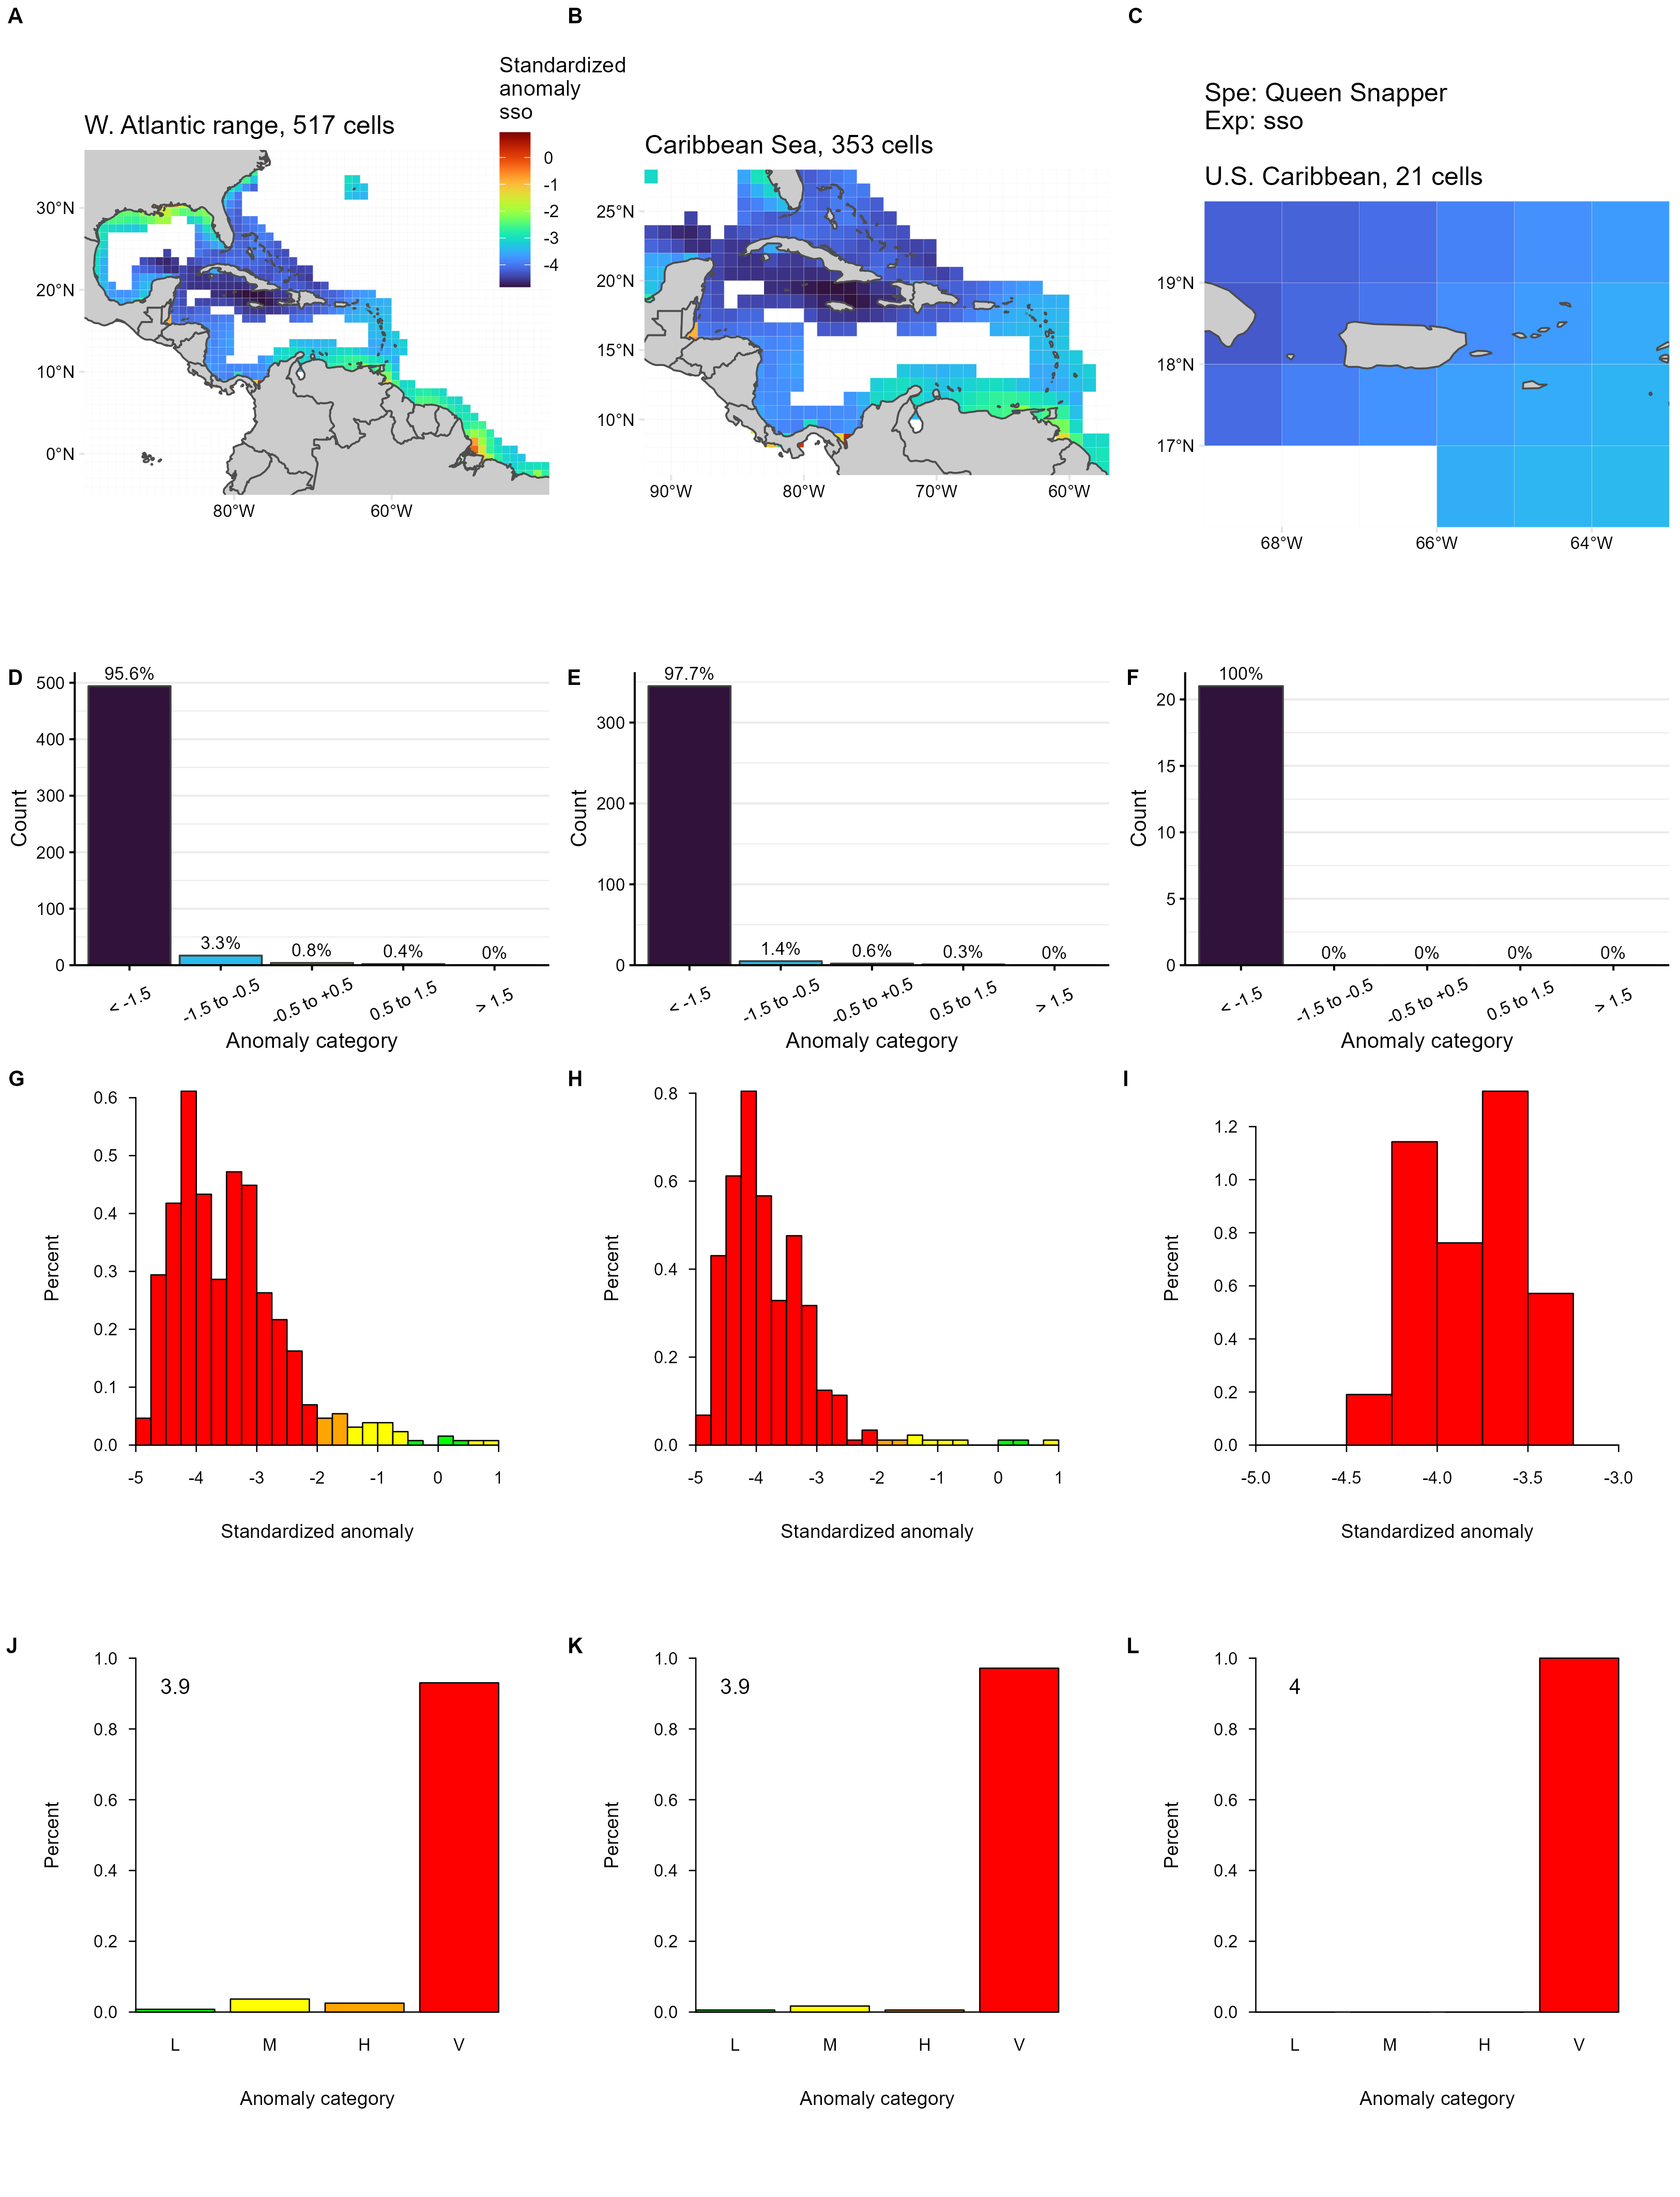 A
B
C
Standardized
anomaly
sso
0
-1
-2
-3
-4
W. Atlantic range, 517 cells
30°N
20°N
10°N
0°N
80°W
60°W
Caribbean Sea, 353 cells
25°N
20°N
15°N
10°N
90°W
80°W
70°W
60°W
Spe: Queen Snapper
Exp: sso
U.S. Caribbean, 21 cells
19°N
18°N
17°N
68°W
66°W
64°W
D
Count
500
400
300
200
100
0
95.6%
3.3%
0.8%
0.4%
0%
< -1.5
-1.5 to -0.5
-0.5 to +0.5
0.5 to 1.5
> 1.5
Anomaly category
E
Count
300
200
100
0
97.7%
1.4%
0.6%
0.3%
0%
< -1.5
-1.5 to -0.5
-0.5 to +0.5
0.5 to 1.5
> 1.5
Anomaly category
F
Count
20
15
10
5
0
100%
0%
0%
0%
0%
< -1.5
-1.5 to -0.5
-0.5 to +0.5
0.5 to 1.5
> 1.5
Anomaly category
G
Percent
0.6
0.5
0.4
0.3
0.2
0.1
0.0
-5
-4
-3
-2
-1
0
1
Standardized anomaly
H
Percent
0.8
0.6
0.4
0.2
0.0
-5
-4
-3
-2
-1
0
1
Standardized anomaly
I
Percent
1.2
1.0
0.8
0.6
0.4
0.2
0.0
-5.0
-4.5
-4.0
-3.5
-3.0
Standardized anomaly
J
Percent
1.0
0.8
0.6
0.4
0.2
0.0
3.9
L
M
H
V
Anomaly category
K
Percent
1.0
0.8
0.6
0.4
0.2
0.0
3.9
L
M
H
V
Anomaly category
L
Percent
1.0
0.8
0.6
0.4
0.2
0.0
4
L
M
H
V
Anomaly category